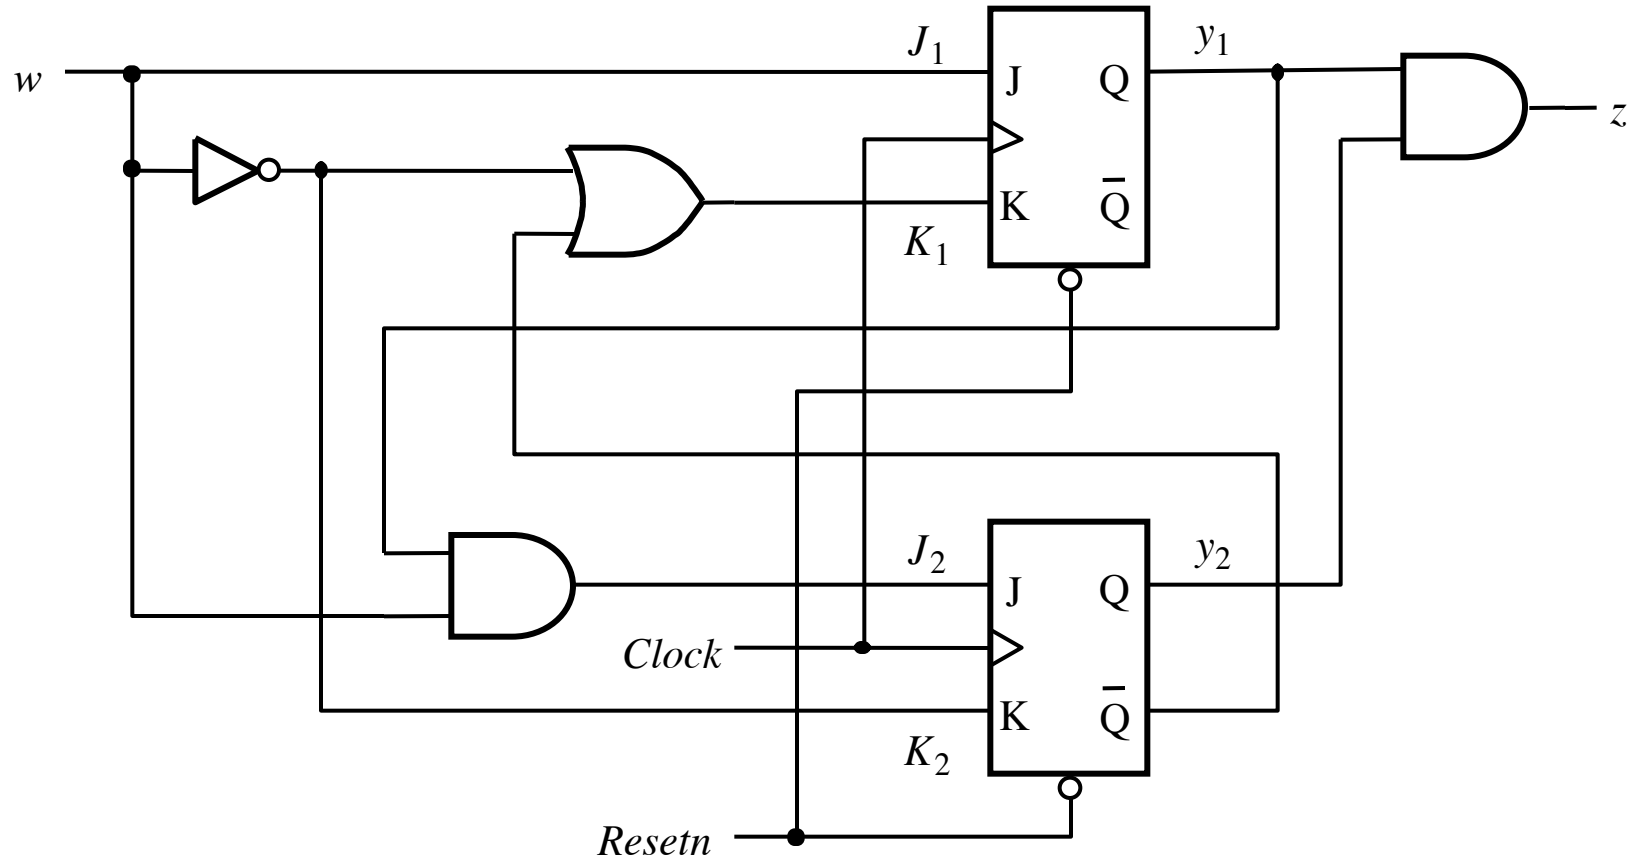 w
J₁
J
Q
y₁
z
K
Q̅
K₁
J₂
J
Q
y₂
Clock
K
Q̅
K₂
Resetn